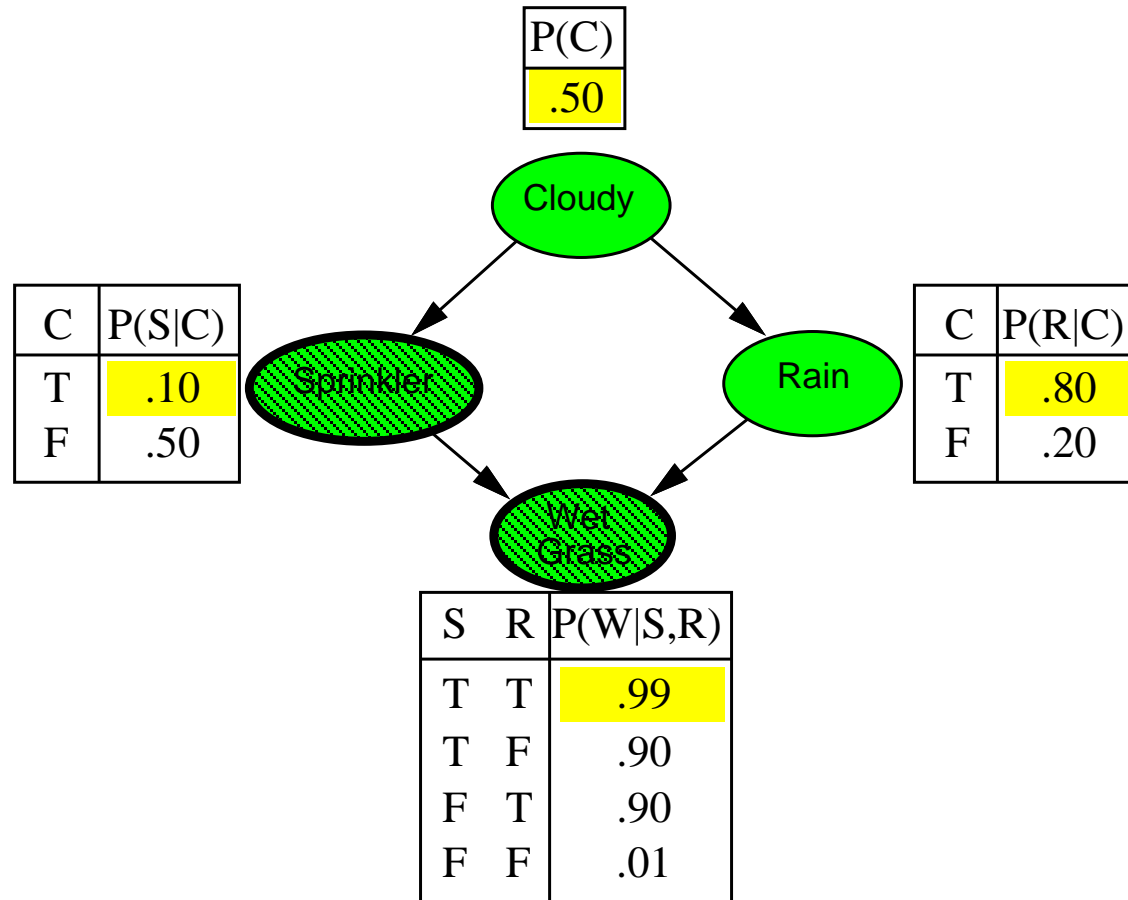 P(C)
.50
Cloudy
C P(S|C)
T .10
F .50
Sprinkler
Rain
C P(R|C)
T .80
F .20
Wet
Grass
S R P(W|S,R)
T T .99
T F .90
F T .90
F F .01